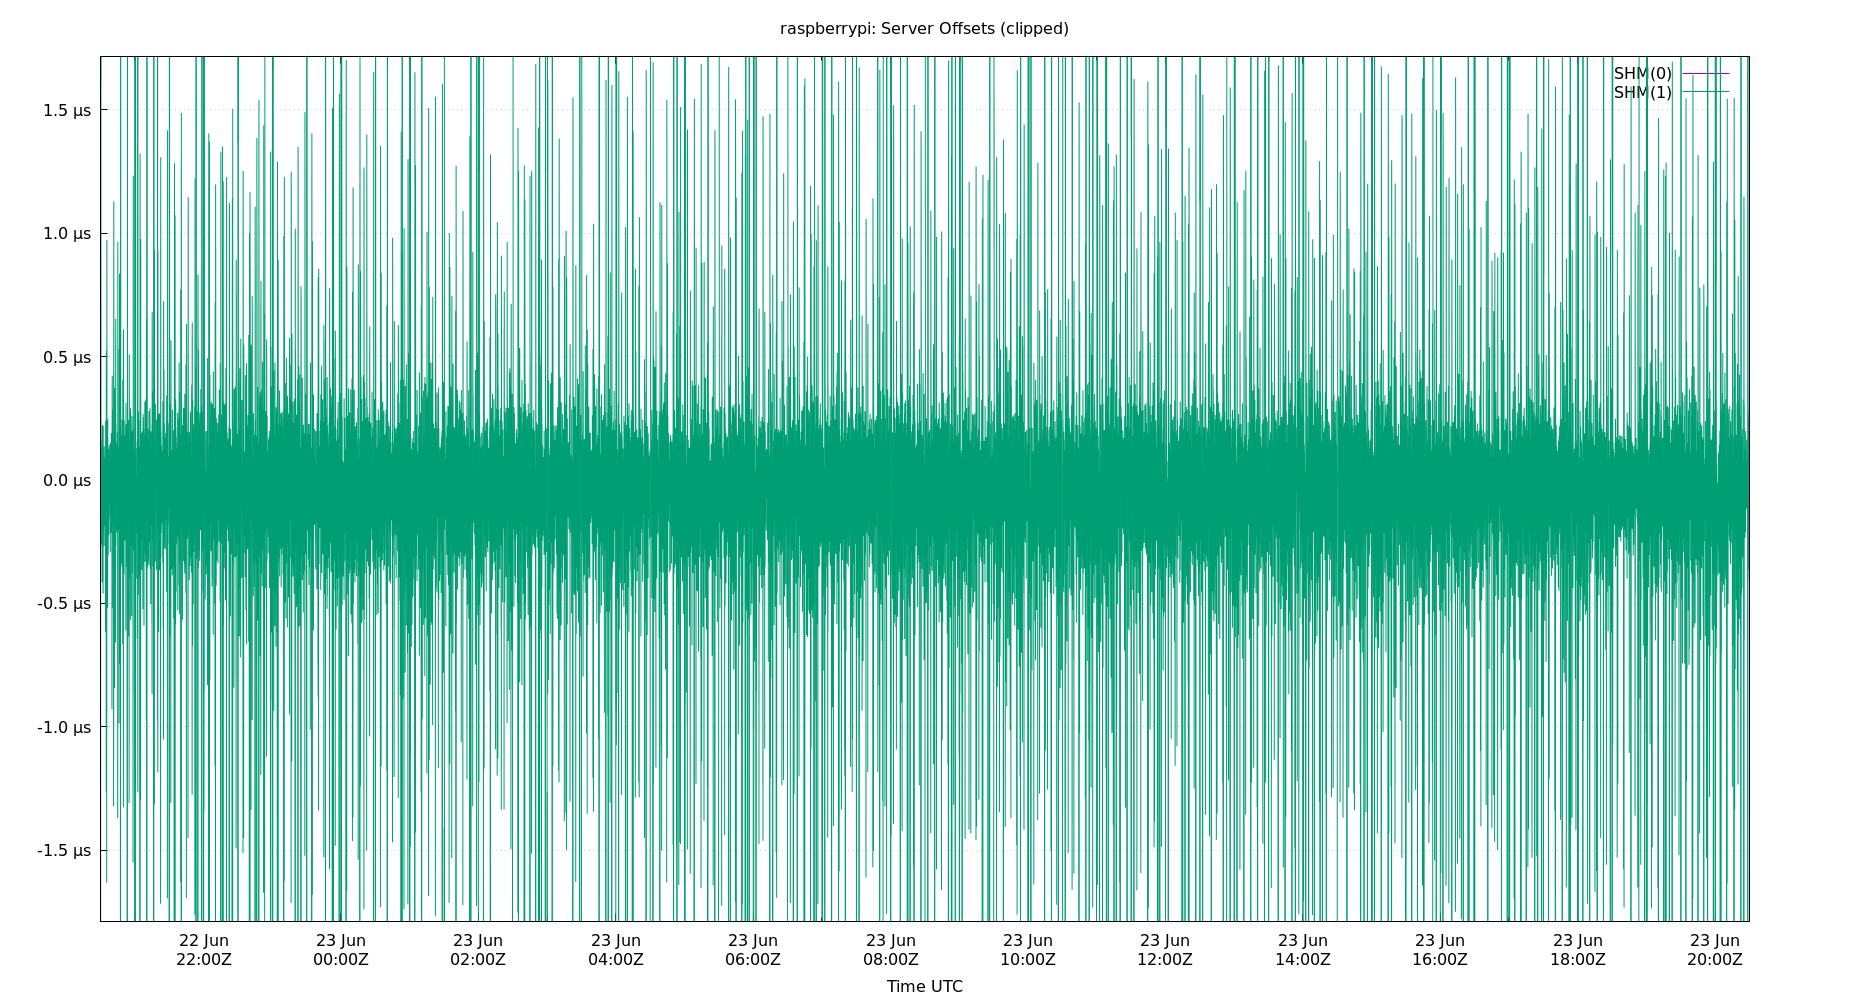 raspberrypi: Server Offsets (clipped)
SHM(0)
SHM(1)
1.5 µs
1.0 µs
0.5 µs
0.0 µs
-0.5 µs
-1.0 µs
-1.5 µs
22 Jun 23 Jun 23 Jun 23 Jun 23 Jun 23 Jun 23 Jun 23 Jun 23 Jun 23 Jun 23 Jun 23 Jun
22:00Z 00:00Z 02:00Z 04:00Z 06:00Z 08:00Z 10:00Z 12:00Z 14:00Z 16:00Z 18:00Z 20:00Z
Time UTC